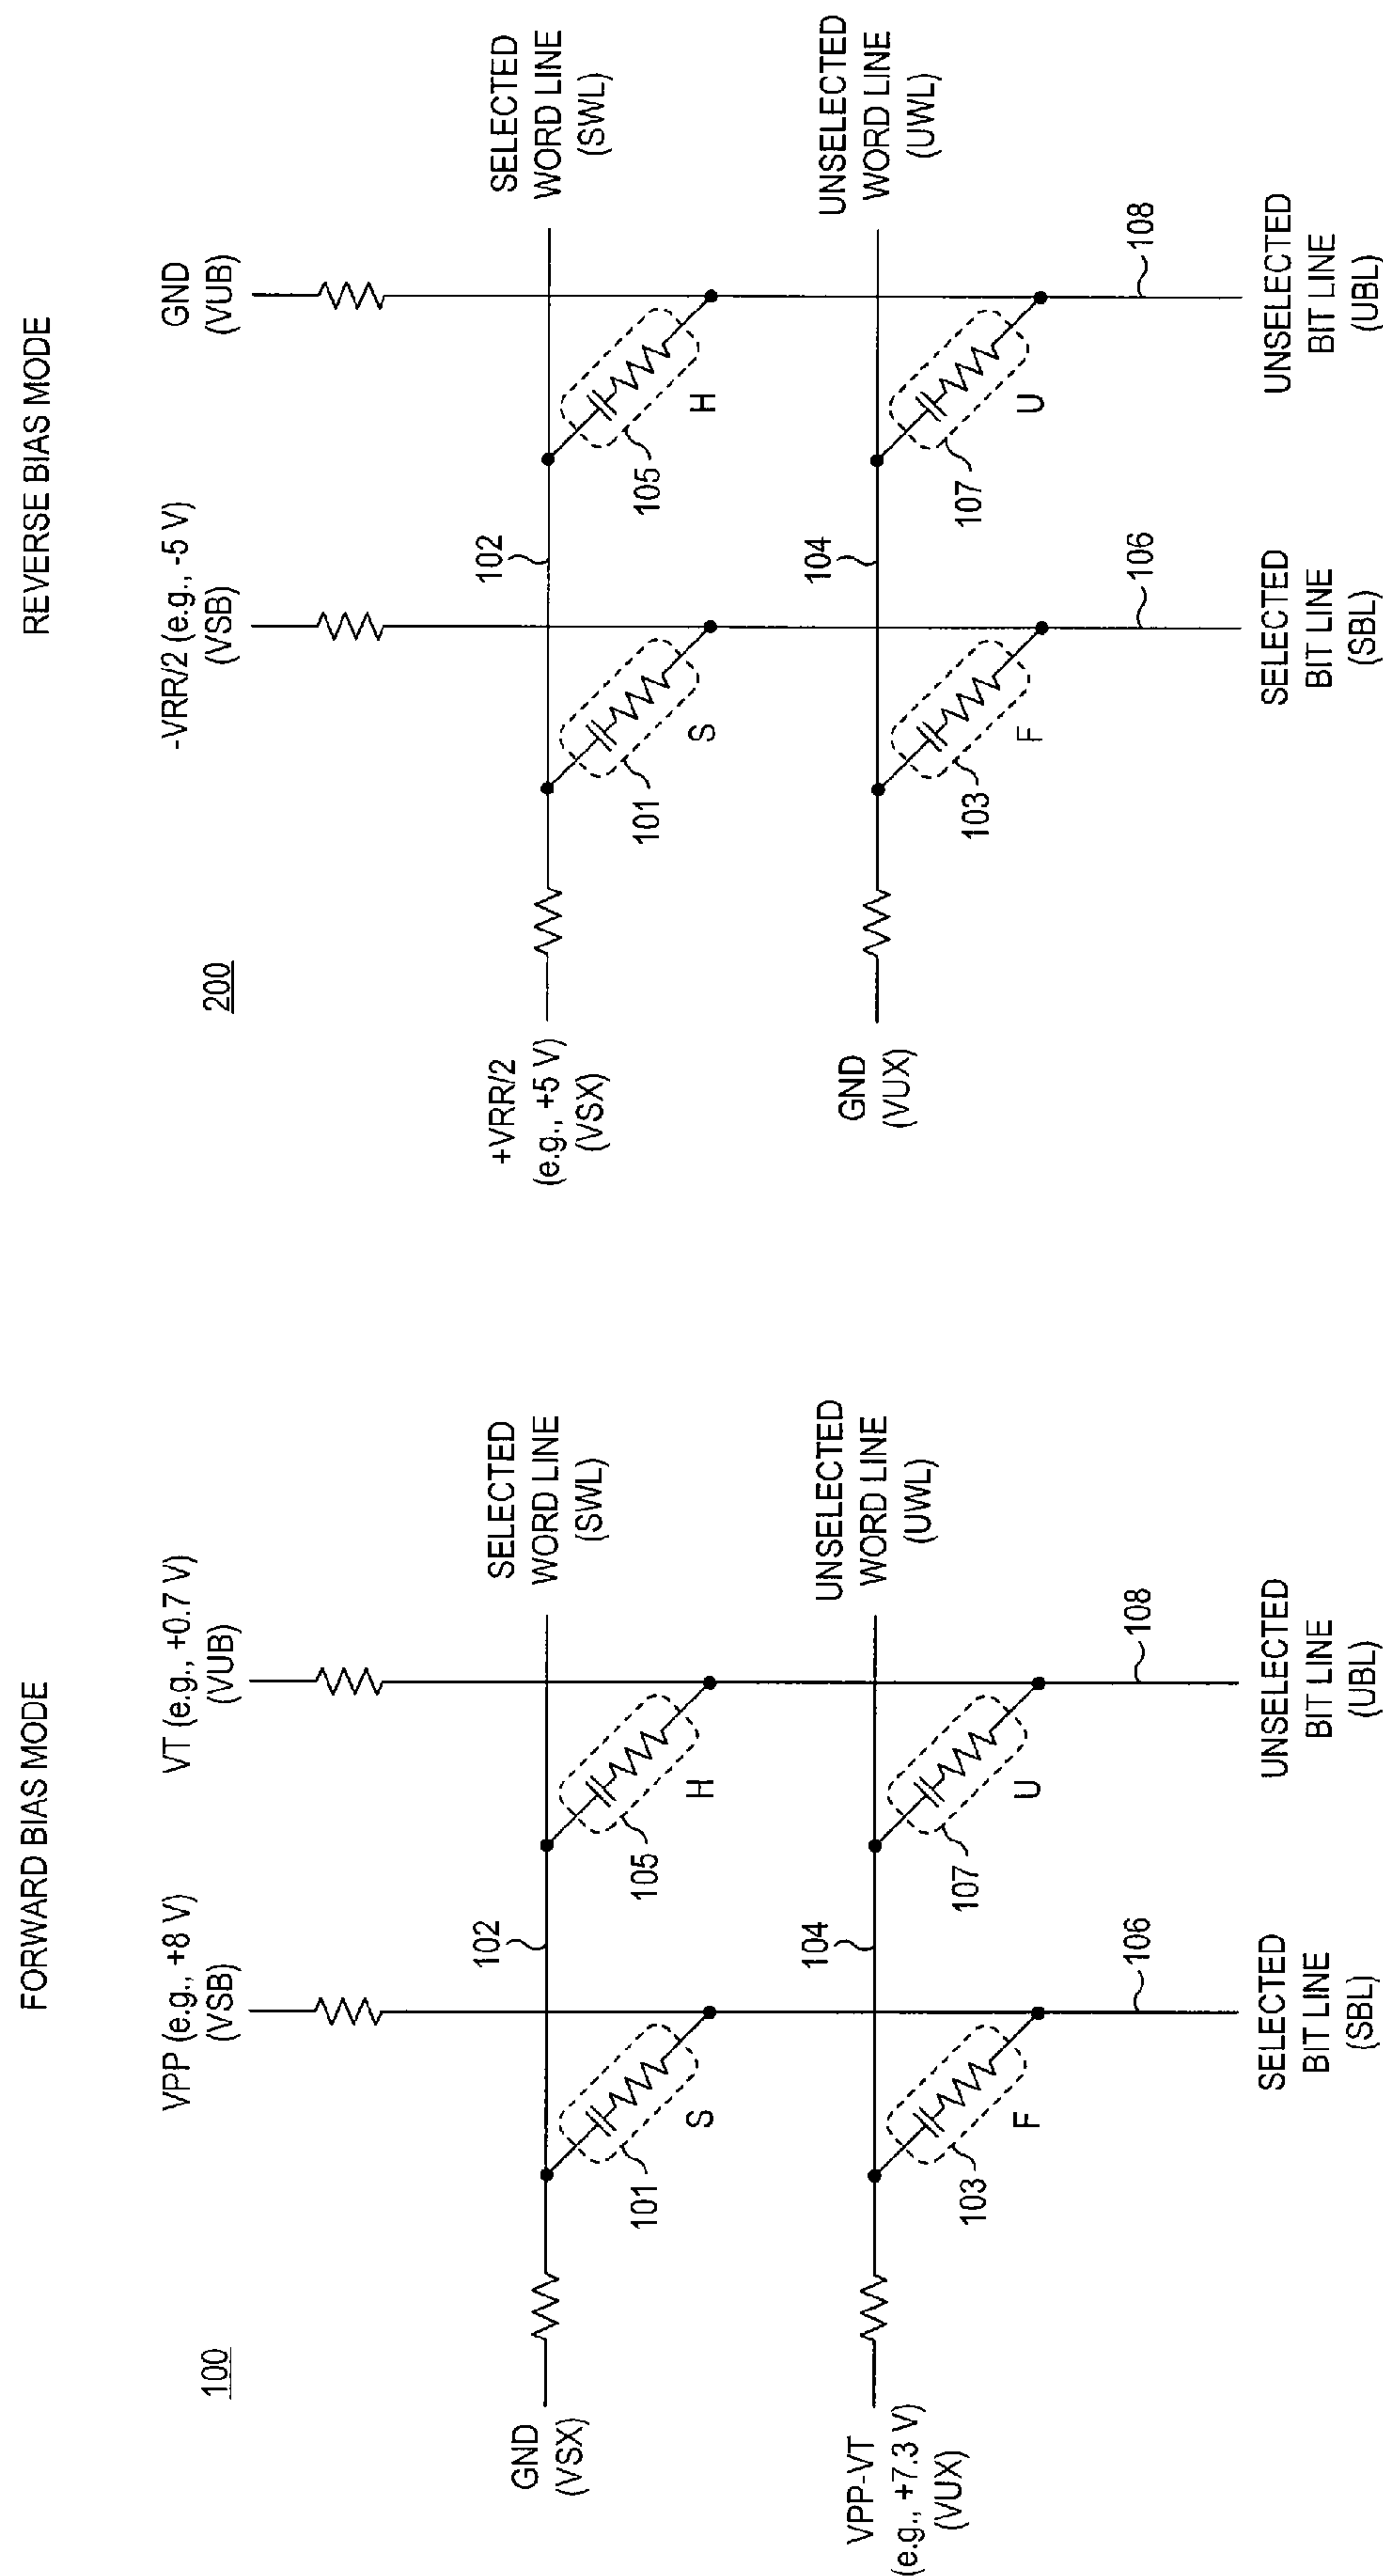 FORWARD BIAS MODE
100
VPP (e.g., +8 V)
(VSB)
VT (e.g., +0.7 V)
(VUB)
GND
(VSX)
102
SELECTED
WORD LINE
(SWL)
101
S
105
H
VPP-VT
(e.g., +7.3 V)
(VUX)
104
UNSELECTED
WORD LINE
(UWL)
103
F
107
U
106
108
SELECTED
BIT LINE
(SBL)
UNSELECTED
BIT LINE
(UBL)
REVERSE BIAS MODE
200
-VRR/2 (e.g., -5 V)
(VSB)
GND
(VUB)
+VRR/2
(e.g., +5 V)
(VSX)
102
SELECTED
WORD LINE
(SWL)
101
S
105
H
GND
(VUX)
104
UNSELECTED
WORD LINE
(UWL)
103
F
107
U
106
108
SELECTED
BIT LINE
(SBL)
UNSELECTED
BIT LINE
(UBL)